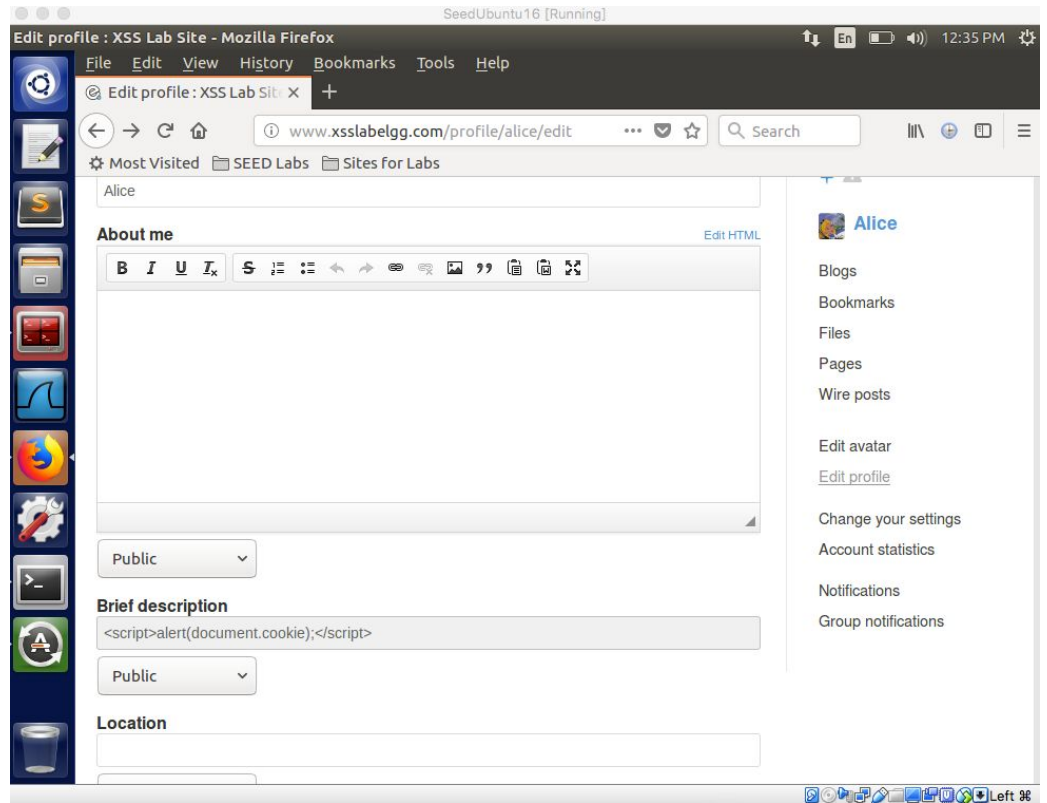 SeedUbuntu16 [Running]
Edit profile : XSS Lab Site - Mozilla Firefox
En
12:35 PM
File Edit View History Bookmarks Tools Help
Edit profile : XSS Lab Sit
www.xsslabelgg.com/profile/alice/edit
Search
Most Visited SEED Labs Sites for Labs
Alice
About me
Edit HTML
B I U Ix S
Public
Brief description
<script>alert(document.cookie);</script>
Public
Location
Alice
Blogs
Bookmarks
Files
Pages
Wire posts
Edit avatar
Edit profile
Change your settings
Account statistics
Notifications
Group notifications
Left ⌘